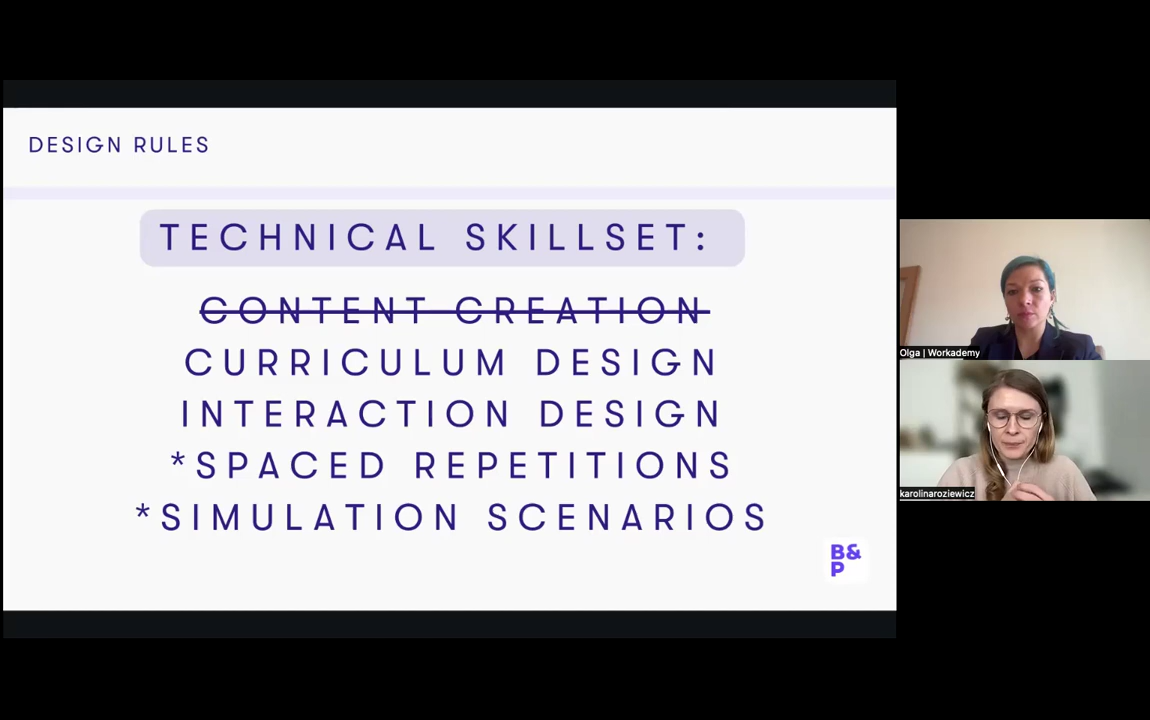 DESIGN RULES
TECHNICAL SKILLSET:
CONTENT CREATION
CURRICULUM DESIGN
INTERACTION DESIGN
*SPACED REPETITIONS
*SIMULATION SCENARIOS
B&
P
Olga | Workademy
karolinaroziewicz